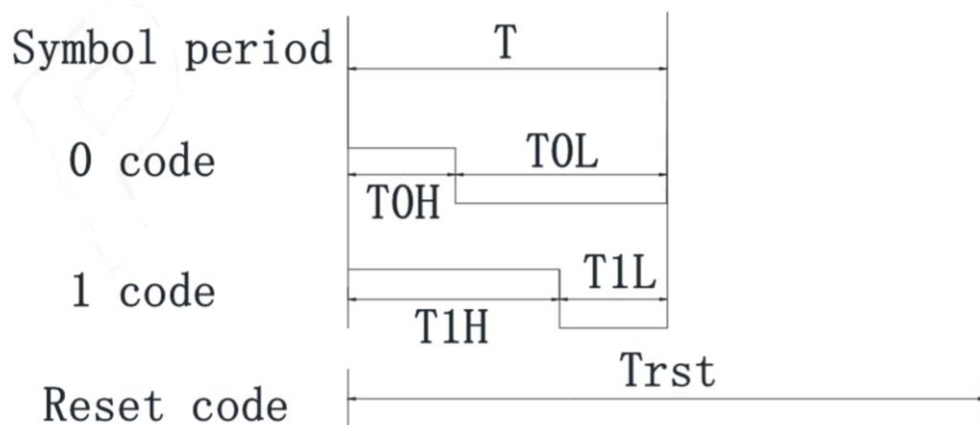 Symbol period
T
0 code
T0L
T0H
1 code
T1L
T1H
Trst
Reset code